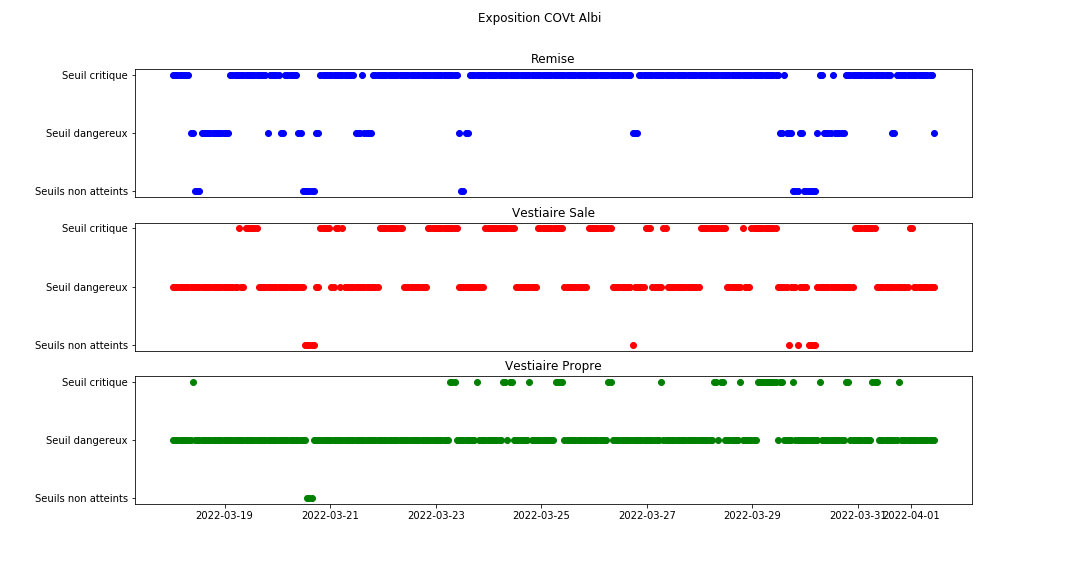 Exposition COVt Albi
Remise
Seuil critique
Seuil dangereux
Seuils non atteints
Vestiaire Sale
Seuil critique
Seuil dangereux
Seuils non atteints
Vestiaire Propre
Seuil critique
Seuil dangereux
Seuils non atteints
2022-03-19 2022-03-21 2022-03-23 2022-03-25 2022-03-27 2022-03-29 2022-03-31 2022-04-01